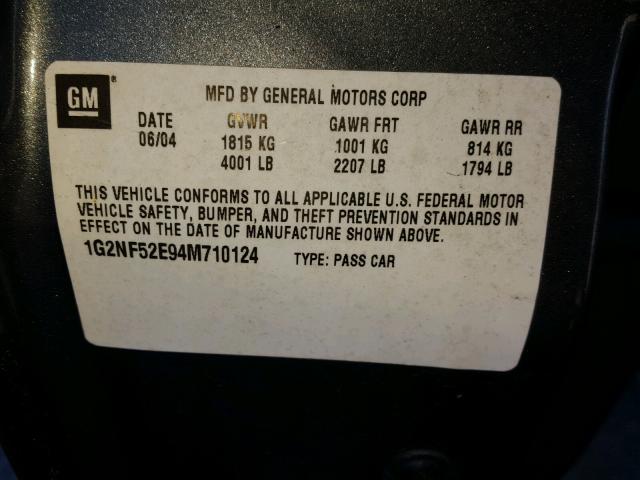 GM ®
MFD BY GENERAL MOTORS CORP
DATE GVWR GAWR FRT GAWR RR
06/04 1815 KG 1001 KG 814 KG
4001 LB 2207 LB 1794 LB
THIS VEHICLE CONFORMS TO ALL APPLICABLE U.S. FEDERAL MOTOR
VEHICLE SAFETY, BUMPER, AND THEFT PREVENTION STANDARDS IN
EFFECT ON THE DATE OF MANUFACTURE SHOWN ABOVE.
1G2NF52E94M710124 TYPE: PASS CAR